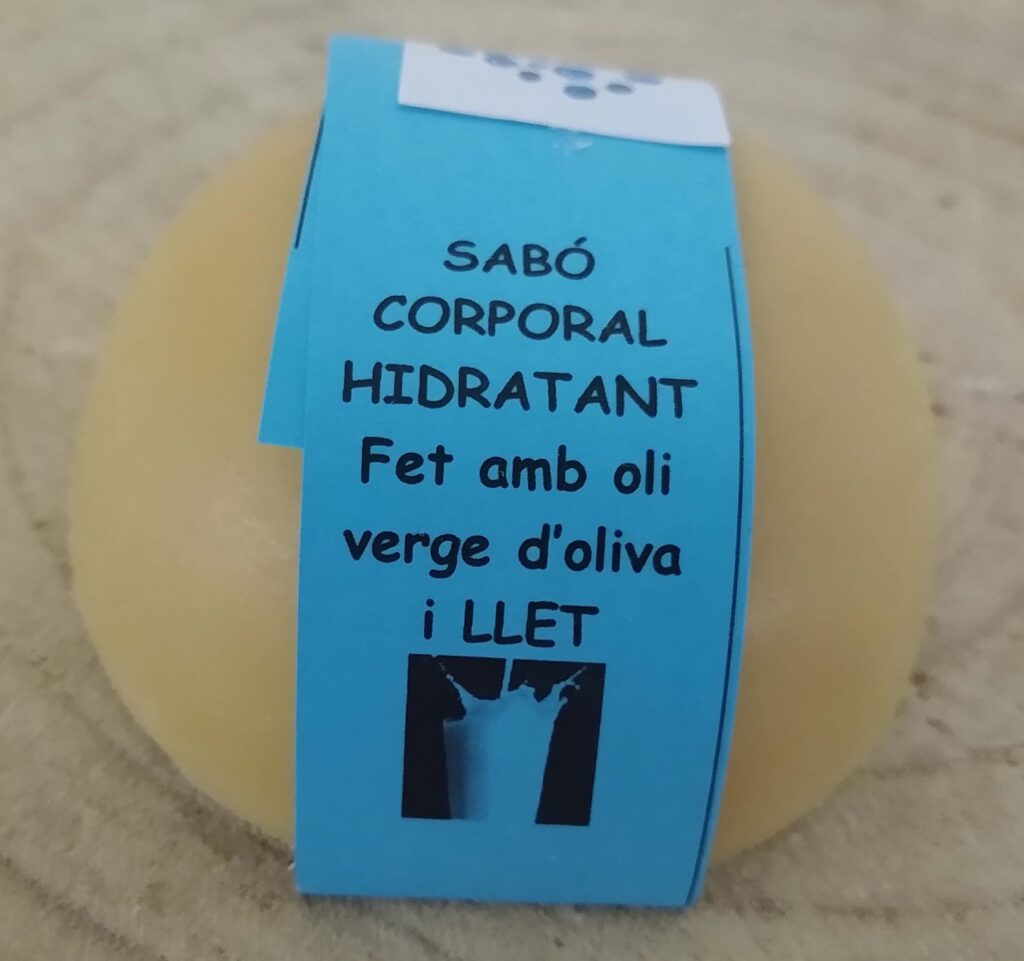 SABÓ
CORPORAL
HIDRATANT
Fet amb oli
verge d'oliva
i LLET